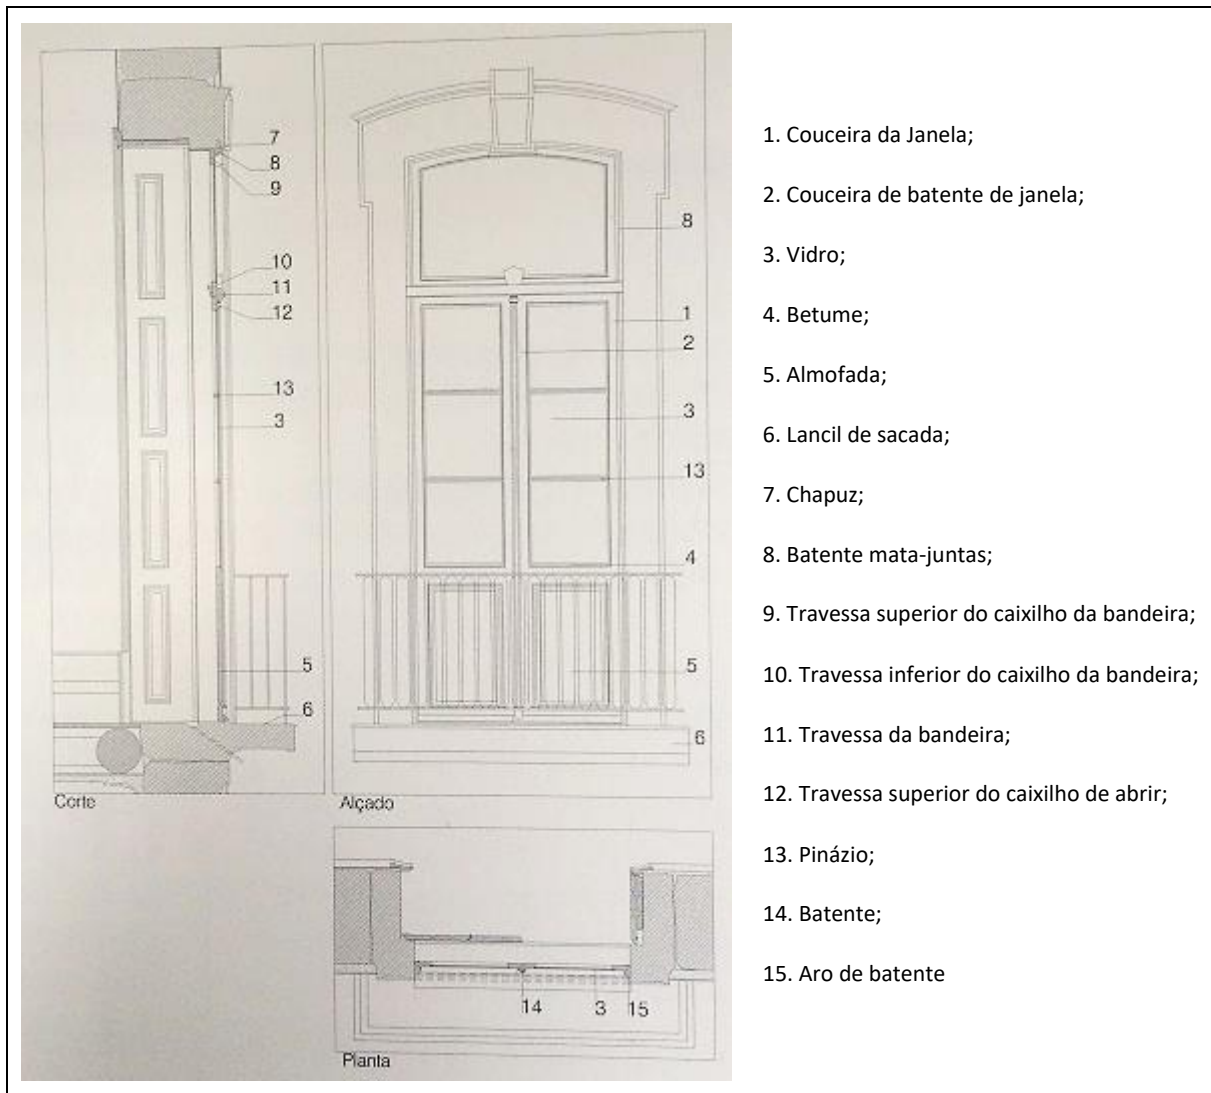 7
8
9
10
11
12
13
3
5
6
Corte
8
1
2
3
13
4
5
6
Alçado
14 3 15
Planta
1. Couceira da Janela;
2. Couceira de batente de janela;
3. Vidro;
4. Betume;
5. Almofada;
6. Lancil de sacada;
7. Chapuz;
8. Batente mata-juntas;
9. Travessa superior do caixilho da bandeira;
10. Travessa inferior do caixilho da bandeira;
11. Travessa da bandeira;
12. Travessa superior do caixilho de abrir;
13. Pinázio;
14. Batente;
15. Aro de batente